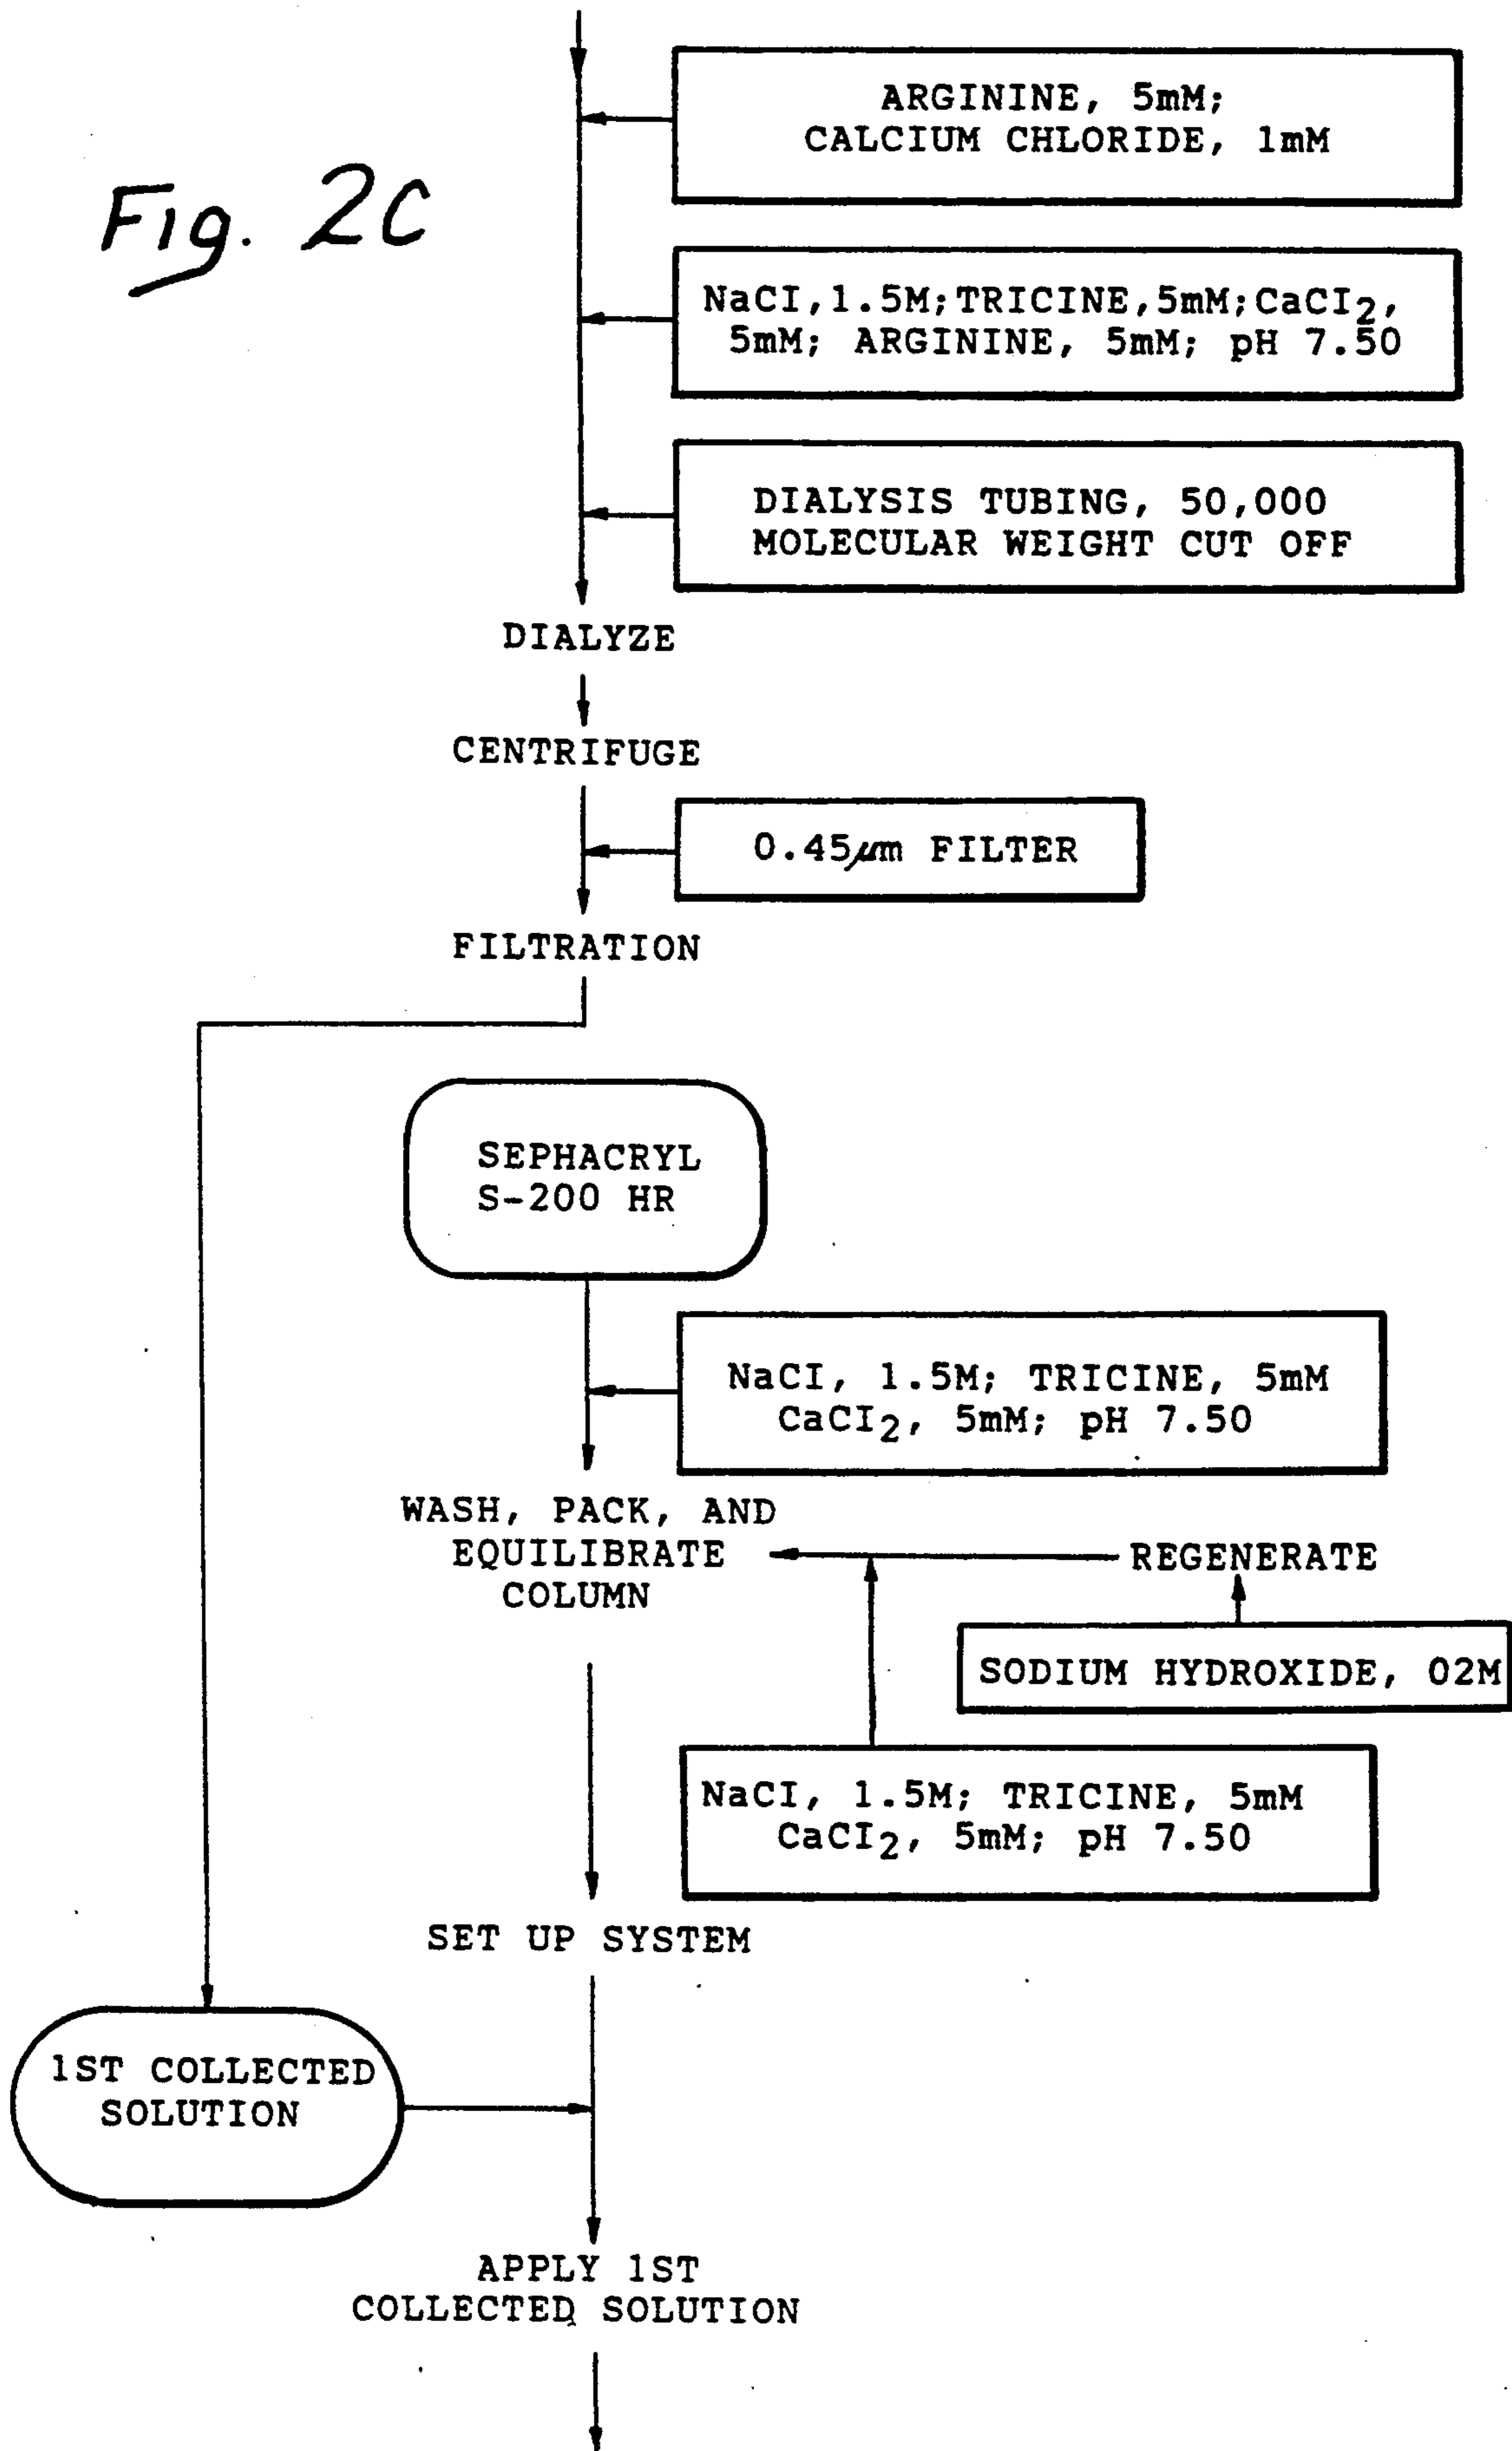 Fig. 2C
ARGININE, 5mM;
CALCIUM CHLORIDE, 1mM
NaCI, 1.5M; TRICINE, 5mM; CaCI₂,
5mM; ARGININE, 5mM; pH 7.50
DIALYSIS TUBING, 50,000
MOLECULAR WEIGHT CUT OFF
DIALYZE
CENTRIFUGE
0.45µm FILTER
FILTRATION
SEPHACRYL
S-200 HR
NaCI, 1.5M; TRICINE, 5mM
CaCI₂, 5mM; pH 7.50
WASH, PACK, AND
EQUILIBRATE
COLUMN
REGENERATE
SODIUM HYDROXIDE, 02M
NaCI, 1.5M; TRICINE, 5mM
CaCI₂, 5mM; pH 7.50
SET UP SYSTEM
1ST COLLECTED
SOLUTION
APPLY 1ST
COLLECTED SOLUTION